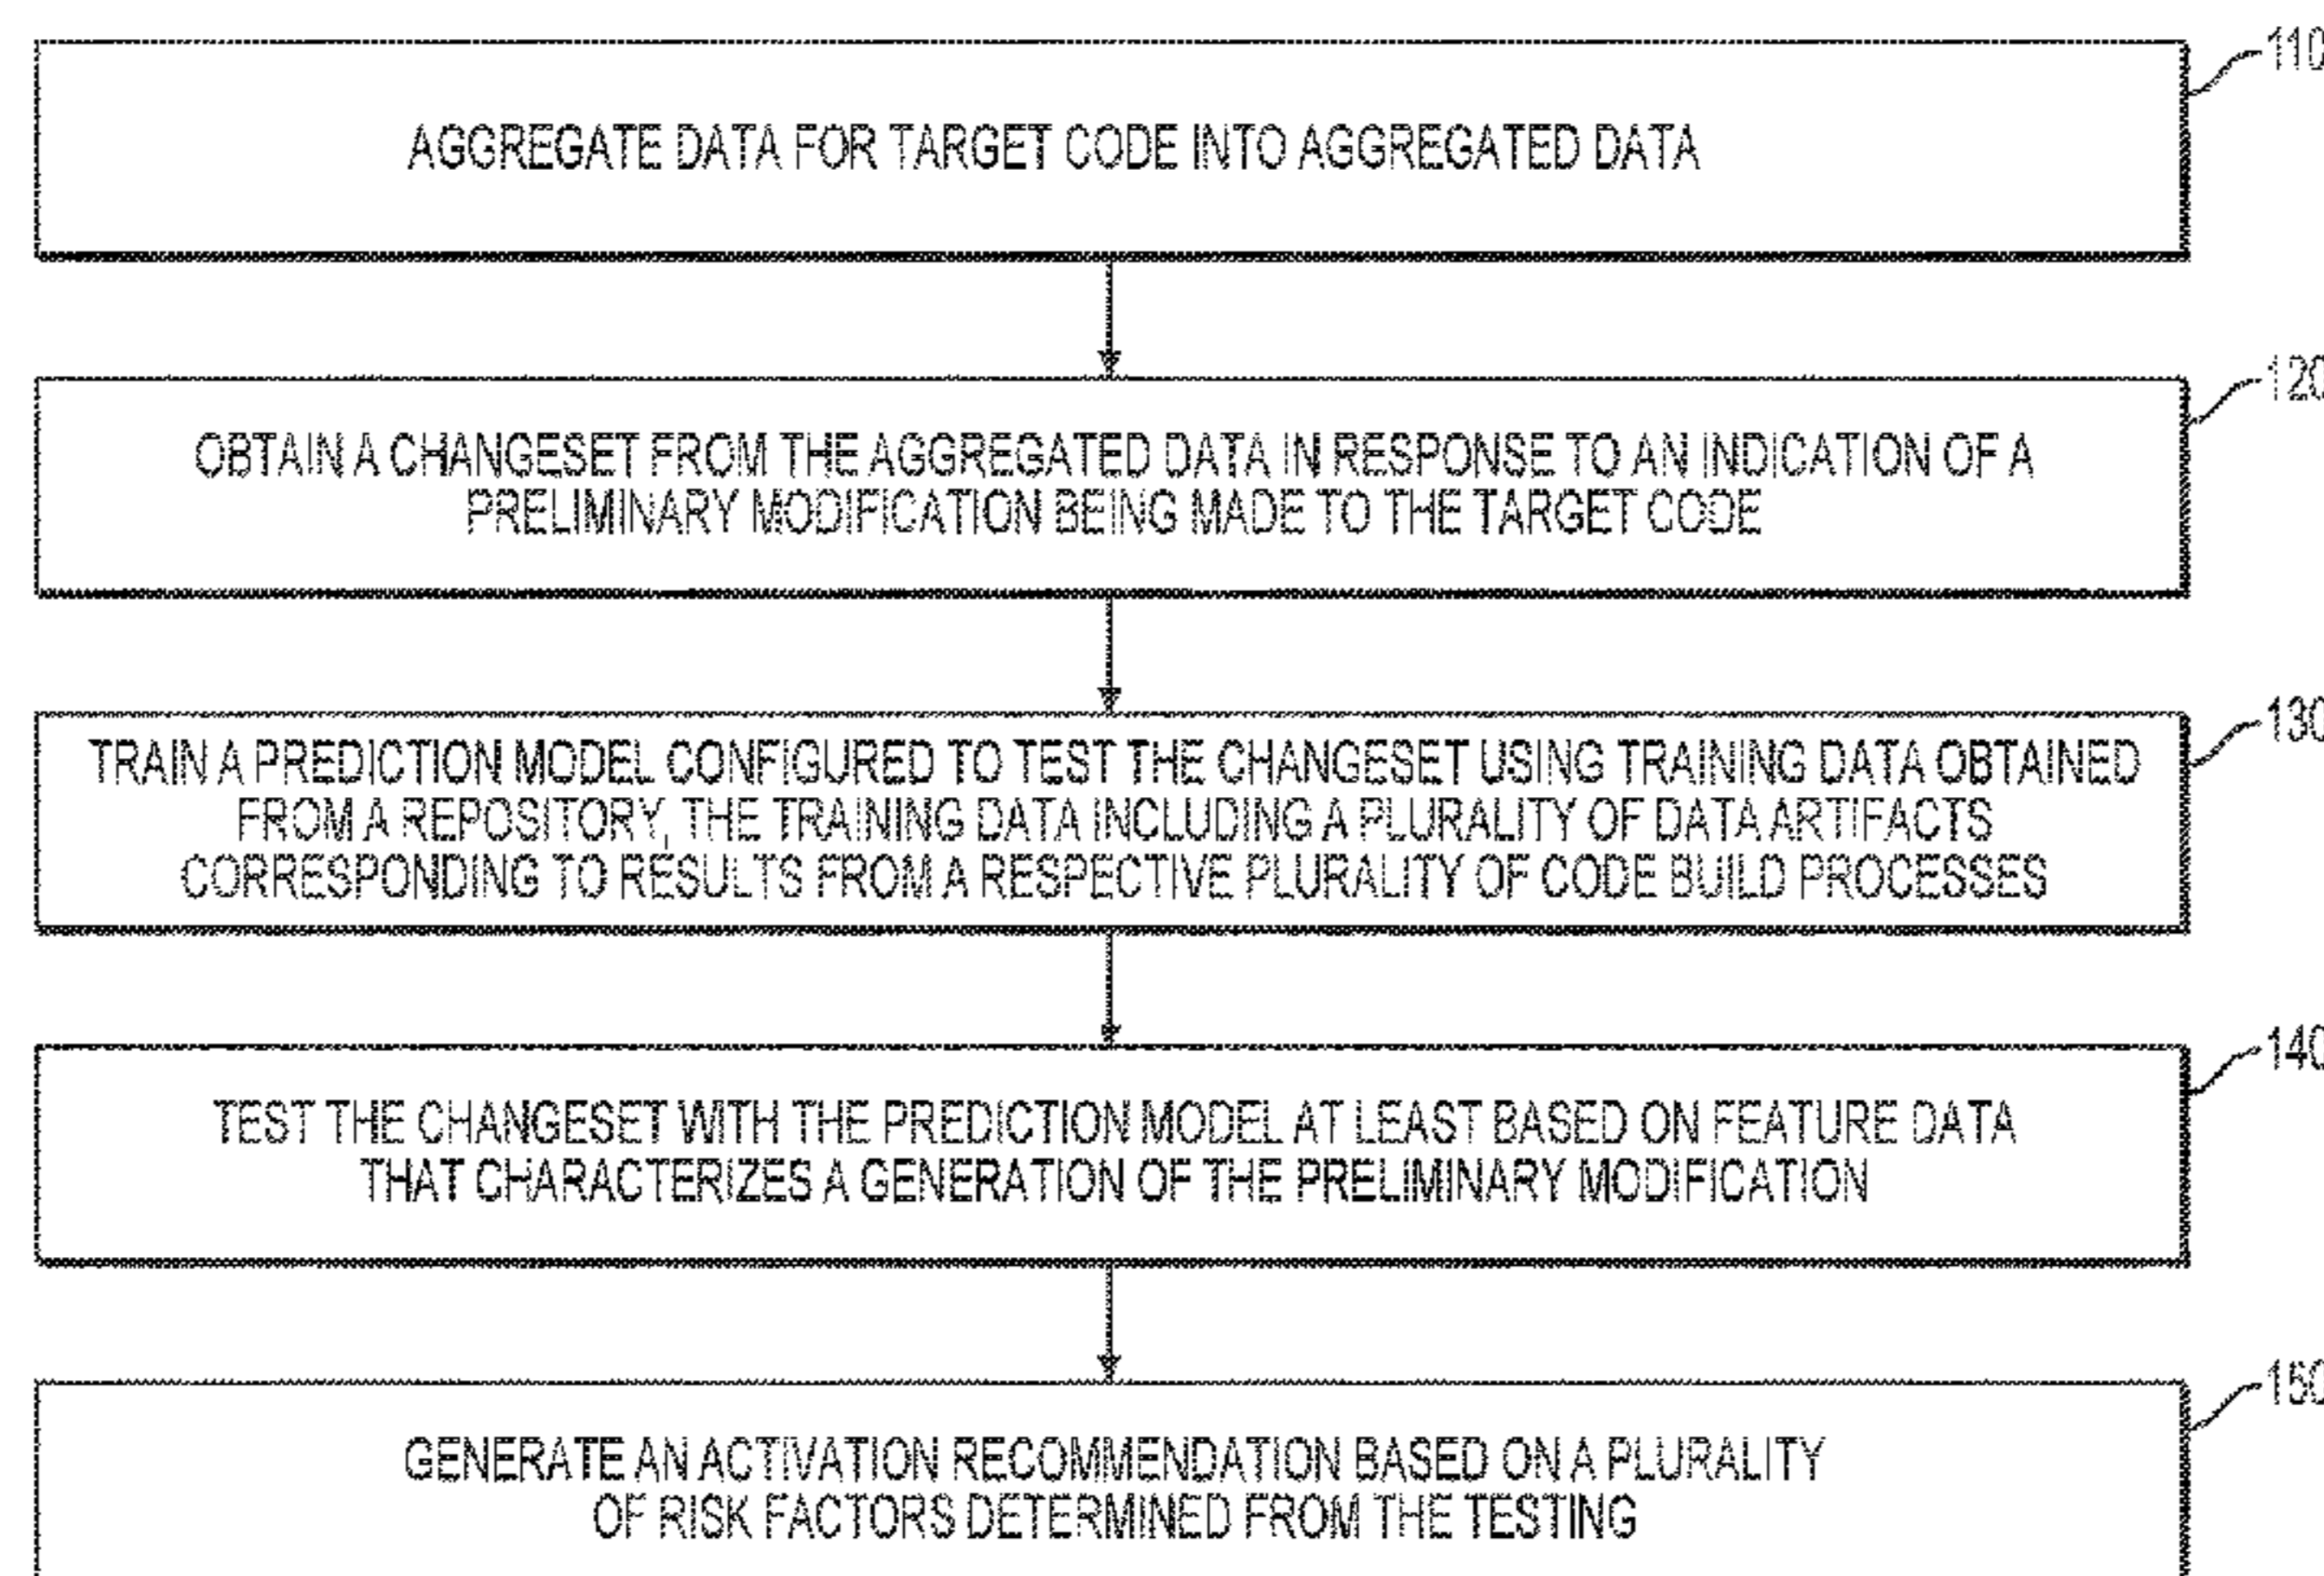 110
AGGREGATE DATA FOR TARGET CODE INTO AGGREGATED DATA
120
OBTAIN A CHANGESET FROM THE AGGREGATED DATA IN RESPONSE TO AN INDICATION OF A
PRELIMINARY MODIFICATION BEING MADE TO THE TARGET CODE
130
TRAIN A PREDICTION MODEL CONFIGURED TO TEST THE CHANGESET USING TRAINING DATA OBTAINED
FROM A REPOSITORY, THE TRAINING DATA INCLUDING A PLURALITY OF DATA ARTIFACTS
CORRESPONDING TO RESULTS FROM A RESPECTIVE PLURALITY OF CODE BUILD PROCESSES
140
TEST THE CHANGESET WITH THE PREDICTION MODEL AT LEAST BASED ON FEATURE DATA
THAT CHARACTERIZES A GENERATION OF THE PRELIMINARY MODIFICATION
150
GENERATE AN ACTIVATION RECOMMENDATION BASED ON A PLURALITY
OF RISK FACTORS DETERMINED FROM THE TESTING